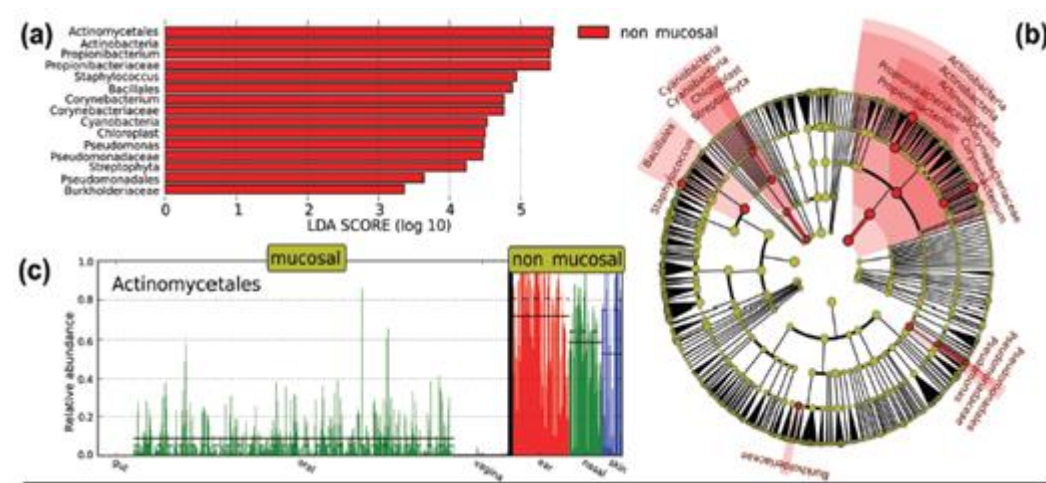 (a)
Actinomycetales
Actinobacteria
Propionibacterium
Propionibacteriaceae
Staphylococcus
Bacillales
Corynebacterium
Corynebacteriaceae
Cyanobacteria
Chloroplast
Pseudomonas
Pseudomonadaceae
Streptophyta
Pseudomonadales
Burkholderiaceae
0 1 2 3 4 5
LDA SCORE (log 10)
non mucosal
(b)
Cyanobacteria
Cyanobacteria
Chloroplast
Streptophyta
Bacillales
Staphylococcus
Actinobacteria
Actinobacteria
Actinomycetales
Propionibacteriaceae
Propionibacterium
Corynebacteriaceae
Corynebacterium
Pseudomonadales
Pseudomonadaceae
Pseudomonas
Burkholderiaceae
(c)
mucosal
non mucosal
Actinomycetales
Relative abundance
1.0
0.8
0.6
0.4
0.2
0.0
gut
oral
vagina
ear
nasal
skin